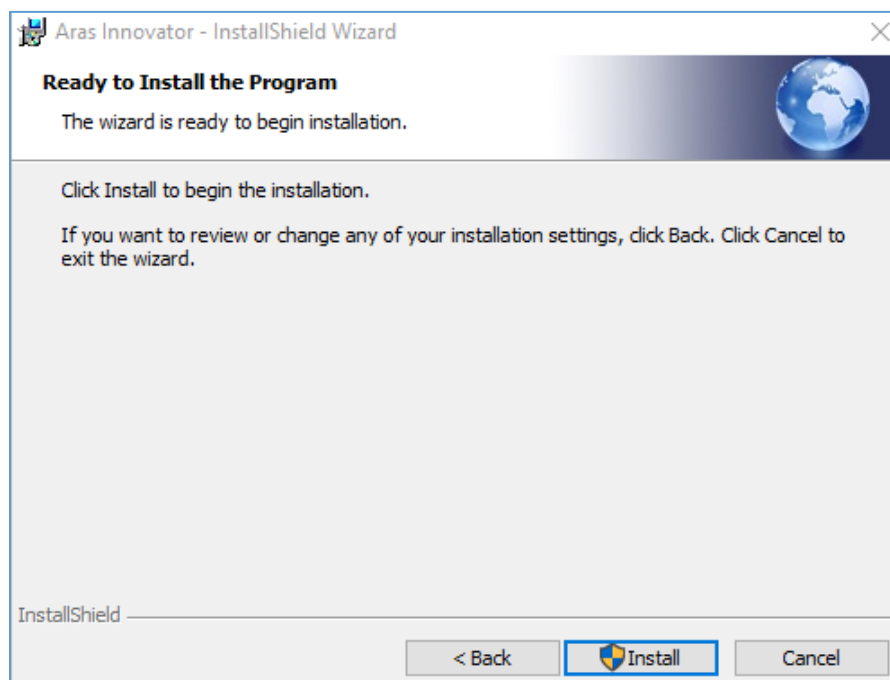 Aras Innovator - InstallShield Wizard
Ready to Install the Program
The wizard is ready to begin installation.
Click Install to begin the installation.
If you want to review or change any of your installation settings, click Back. Click Cancel to
exit the wizard.
InstallShield
< Back
Install
Cancel